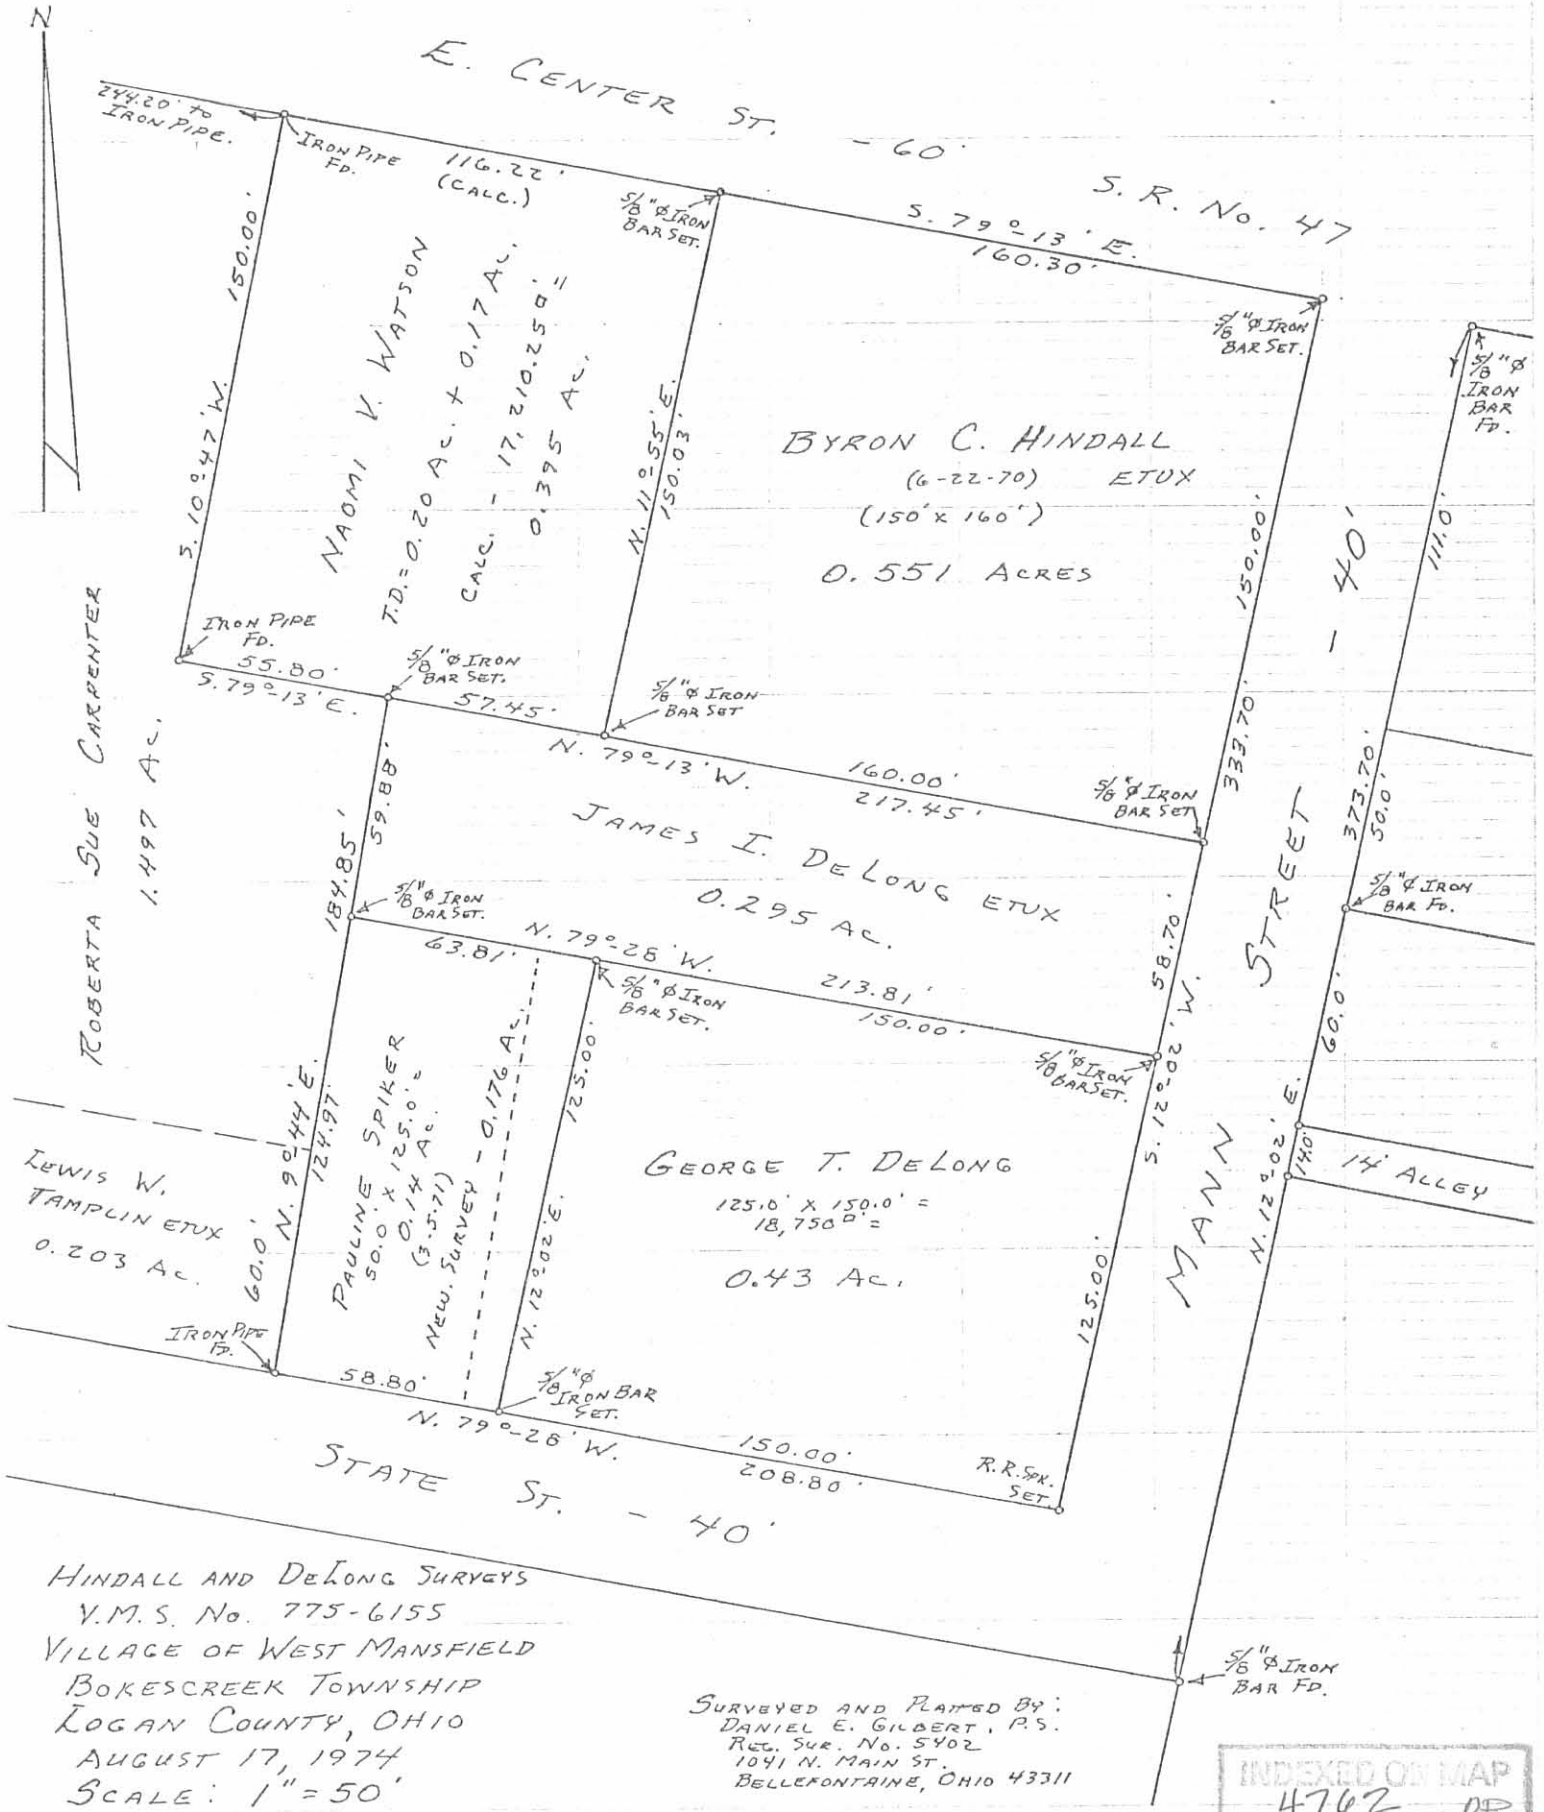 N
E. CENTER ST. - 60'
S. R. No. 47
244.20' to
IRON PIPE.
IRON PIPE
FD.
116.22'
(CALC.)
5/8"φ IRON
BAR SET.
S. 79°-13' E.
160.30'
5/8"φ IRON
BAR SET.
5/8"φ
IRON
BAR
FD.
150.00'
S. 10°-47' W.
NAOMI V. WATSON
T.D. = 0.20 Ac. + 0.17 Ac.
CALC. - 17,210.25□' =
0.395 Ac.
N. 11°-55' E.
150.03'
BYRON C. HINDALL
(6-22-70) ETUX
(150' x 160')
0.551 ACRES
150.00'
333.70'
111.0'
IRON PIPE
FD.
55.80'
S. 79°-13' E.
5/8"φ IRON
BAR SET.
57.45'
5/8"φ IRON
BAR SET
N. 79°-13' W.
160.00'
217.45'
5/8"φ IRON
BAR SET
MANN STREET - 40'
373.70'
50.0'
5/8"φ IRON
BAR FD.
ROBERTA SUE CARPENTER
1.497 Ac.
59.88'
184.85'
JAMES I. DELONG ETUX
0.295 AC.
5/8"φ IRON
BAR SET.
63.81'
N. 79°-28' W.
5/8"φ IRON
BAR SET.
213.81'
150.00'
5/8"φ IRON
BAR SET.
58.70'
S. 12°-02' W.
60.0'
N. 12°-02' E.
14.0'
14' ALLEY
LEWIS W.
TAMPLIN ETUX
0.203 Ac.
N. 9°-44' E.
124.97'
60.0'
PAULINE SPIKER
50.0' x 125.0' =
0.14 Ac.
(3-5-71)
NEW. SURVEY - 0.176 Ac.
125.00'
N. 12°-02' E.
GEORGE T. DELONG
125.0' X 150.0' =
18,750□' =
0.43 Ac.
125.00'
IRON PIPE
FD.
58.80'
5/8"φ
IRON BAR
SET.
N. 79°-28' W.
150.00'
208.80'
R.R. SPK.
SET.
STATE ST. - 40'
5/8"φ IRON
BAR FD.
HINDALL AND DELONG SURVEYS
V.M.S. No. 775-6155
VILLAGE OF WEST MANSFIELD
BOKESCREEK TOWNSHIP
LOGAN COUNTY, OHIO
AUGUST 17, 1974
SCALE: 1" = 50'
SURVEYED AND PLATTED BY:
DANIEL E. GILBERT, P.S.
REG. SUR. No. 5402
1041 N. MAIN ST.
BELLEFONTAINE, OHIO 43311
INDEXED ON MAP
4762